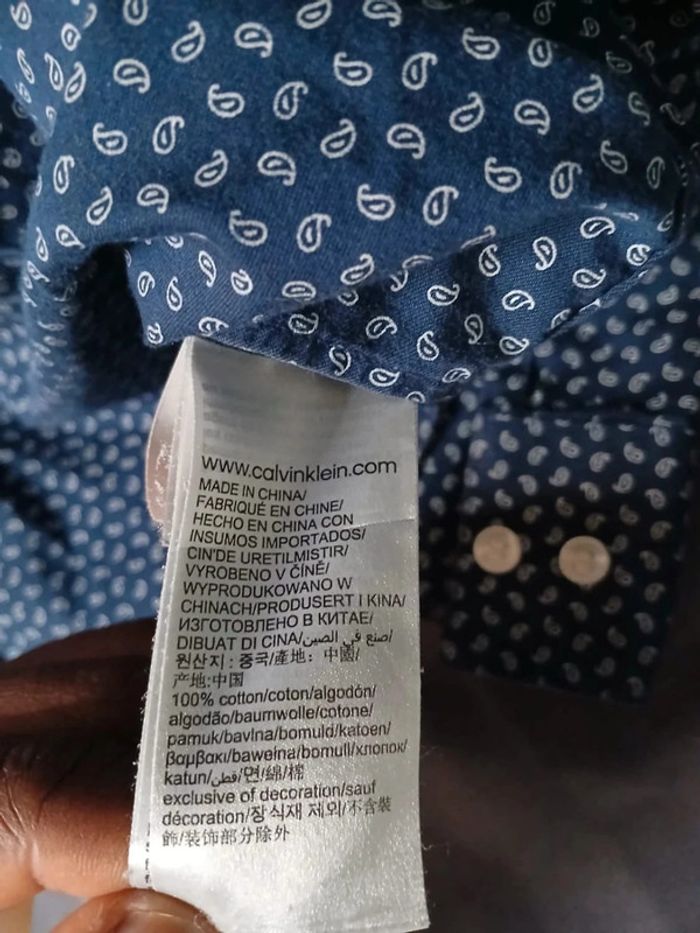 www.calvinklein.com
MADE IN CHINA/
FABRIQUÉ EN CHINE/
HECHO EN CHINA CON
INSUMOS IMPORTADOS/
CIN'DE URETILMISTIR/
VYROBENO V ČÍNĚ/
WYPRODUKOWANO W
CHINACH/PRODUSERT I KINA/
ИЗГОТОВЛЕНО В КИТАЕ/
DIBUAT DI CINA/اصنع في الصين/
원산지 : 중국/產地: 中國/
产地:中国
100% cotton/coton/algodón/
algodão/baumwolle/cotone/
pamuk/bavlna/bomuld/katoen/
βαμβακι/bawełna/bomull/хлопок/
katun/قطن/면/綿/棉
exclusive of decoration/sauf
décoration/장식재 제외/不含裝
飾/装饰部分除外